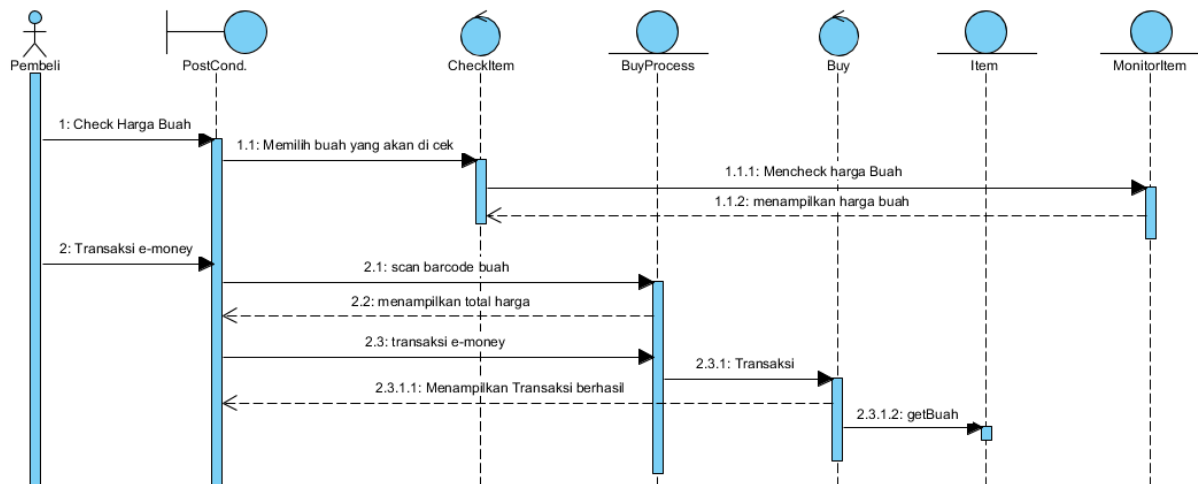 Pembeli
PostCond.
CheckItem
BuyProcess
Buy
Item
MonitorItem
1: Check Harga Buah
1.1: Memilih buah yang akan di cek
1.1.1: Mencheck harga Buah
1.1.2: menampilkan harga buah
2: Transaksi e-money
2.1: scan barcode buah
2.2: menampilkan total harga
2.3: transaksi e-money
2.3.1: Transaksi
2.3.1.1: Menampilkan Transaksi berhasil
2.3.1.2: getBuah